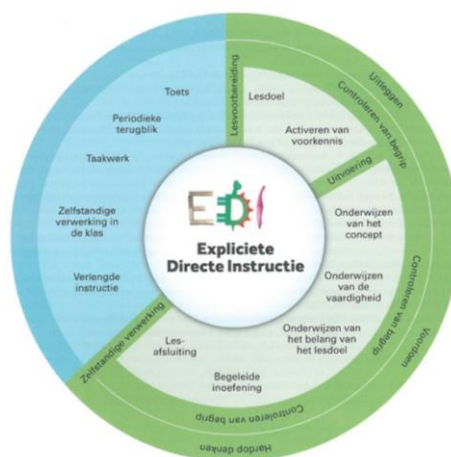 Uitleggen
Controleren van begrip
Lesvoorbereiding
Lesdoel
Activeren van
voorkennis
Uitvoering
Onderwijzen
van het
concept
Onderwijzen
van de
vaardigheid
Onderwijzen van
het belang van
het lesdoel
Controleren van begrip
Voordoen
Begeleide
inoefening
Les-
afsluiting
Controleren van begrip
Hardop denken
Zelfstandige verwerking
Verlengde
instructie
Zelfstandige
verwerking in
de klas
Taakwerk
Periodieke
terugblik
Toets
EDI
Expliciete
Directe Instructie